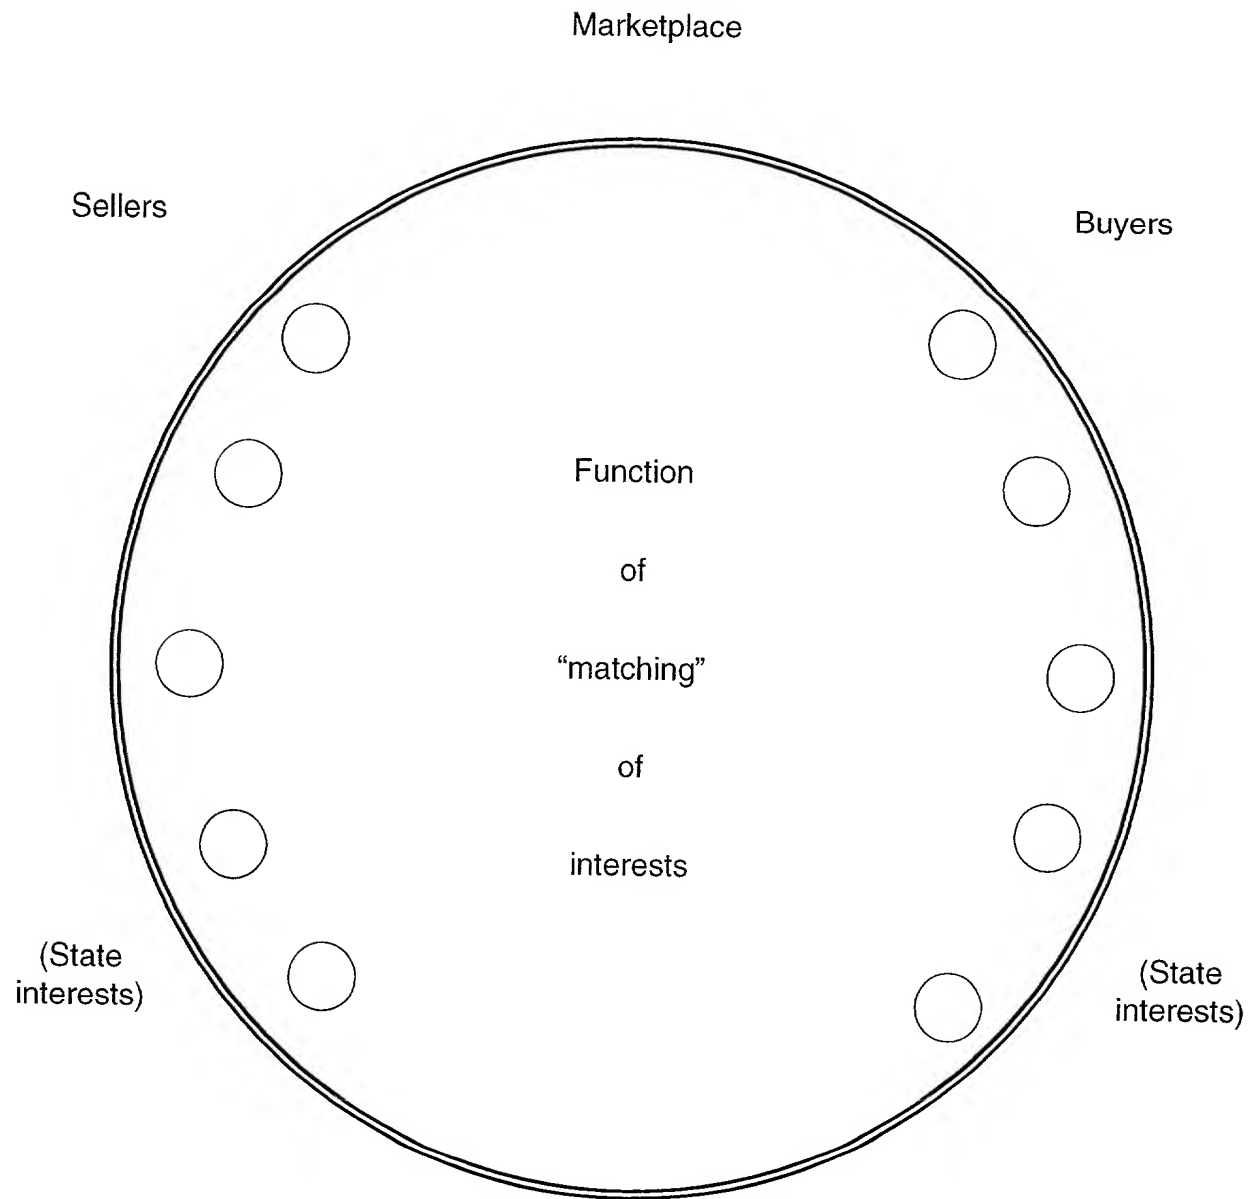 Marketplace
Sellers
Buyers
Function
of
“matching”
of
interests
(State
interests)
(State
interests)